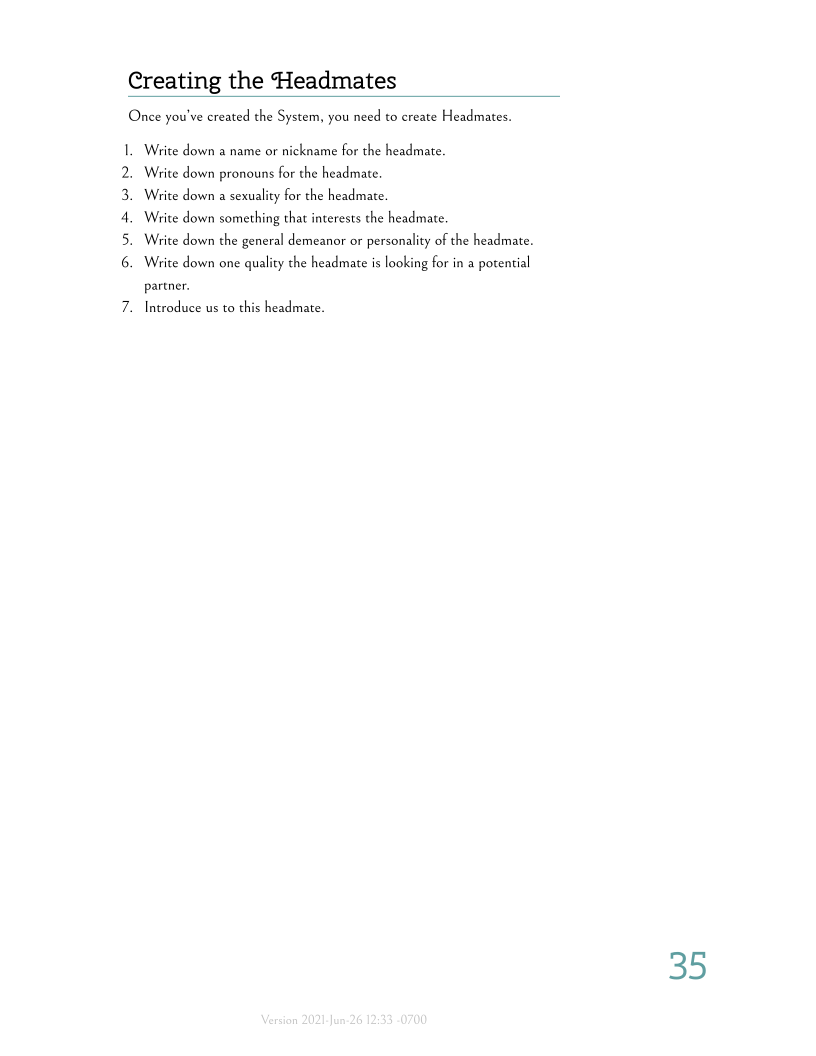 Creating the Headmates
Once you've created the System, you need to create Headmates.
1. Write down a name or nickname for the headmate.
2. Write down pronouns for the headmate.
3. Write down a sexuality for the headmate.
4. Write down something that interests the headmate.
5. Write down the general demeanor or personality of the headmate.
6. Write down one quality the headmate is looking for in a potential
partner.
7. Introduce us to this headmate.
35
Version 2021-Jun-26 12:33 -0700